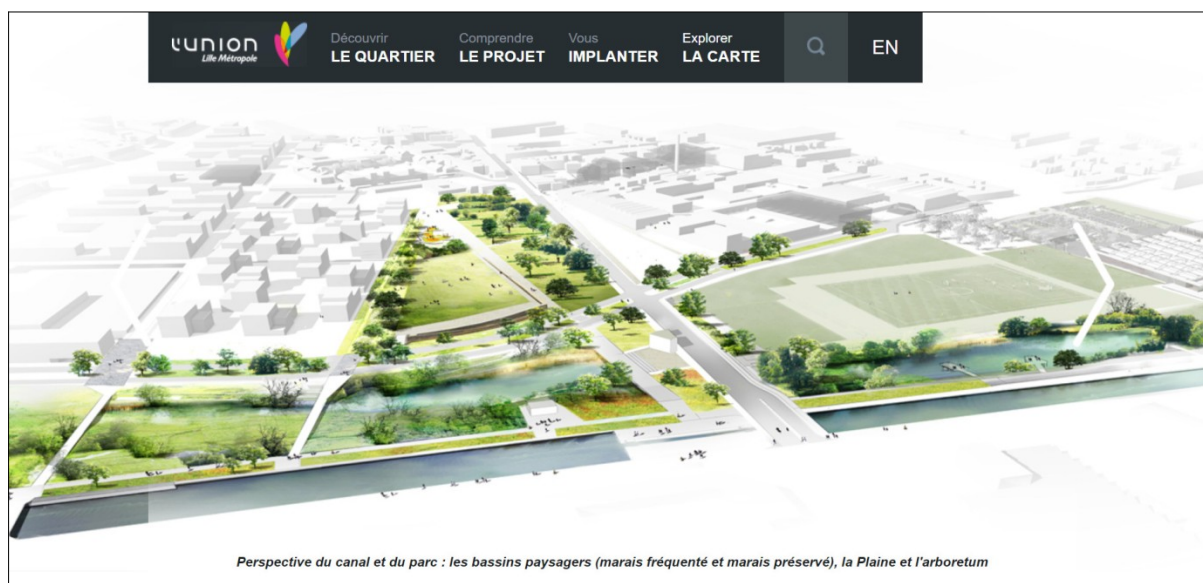 l'union
Lille Métropole
Découvrir
LE QUARTIER
Comprendre
LE PROJET
Vous
IMPLANTER
Explorer
LA CARTE
EN
Perspective du canal et du parc : les bassins paysagers (marais fréquenté et marais préservé), la Plaine et l'arboretum